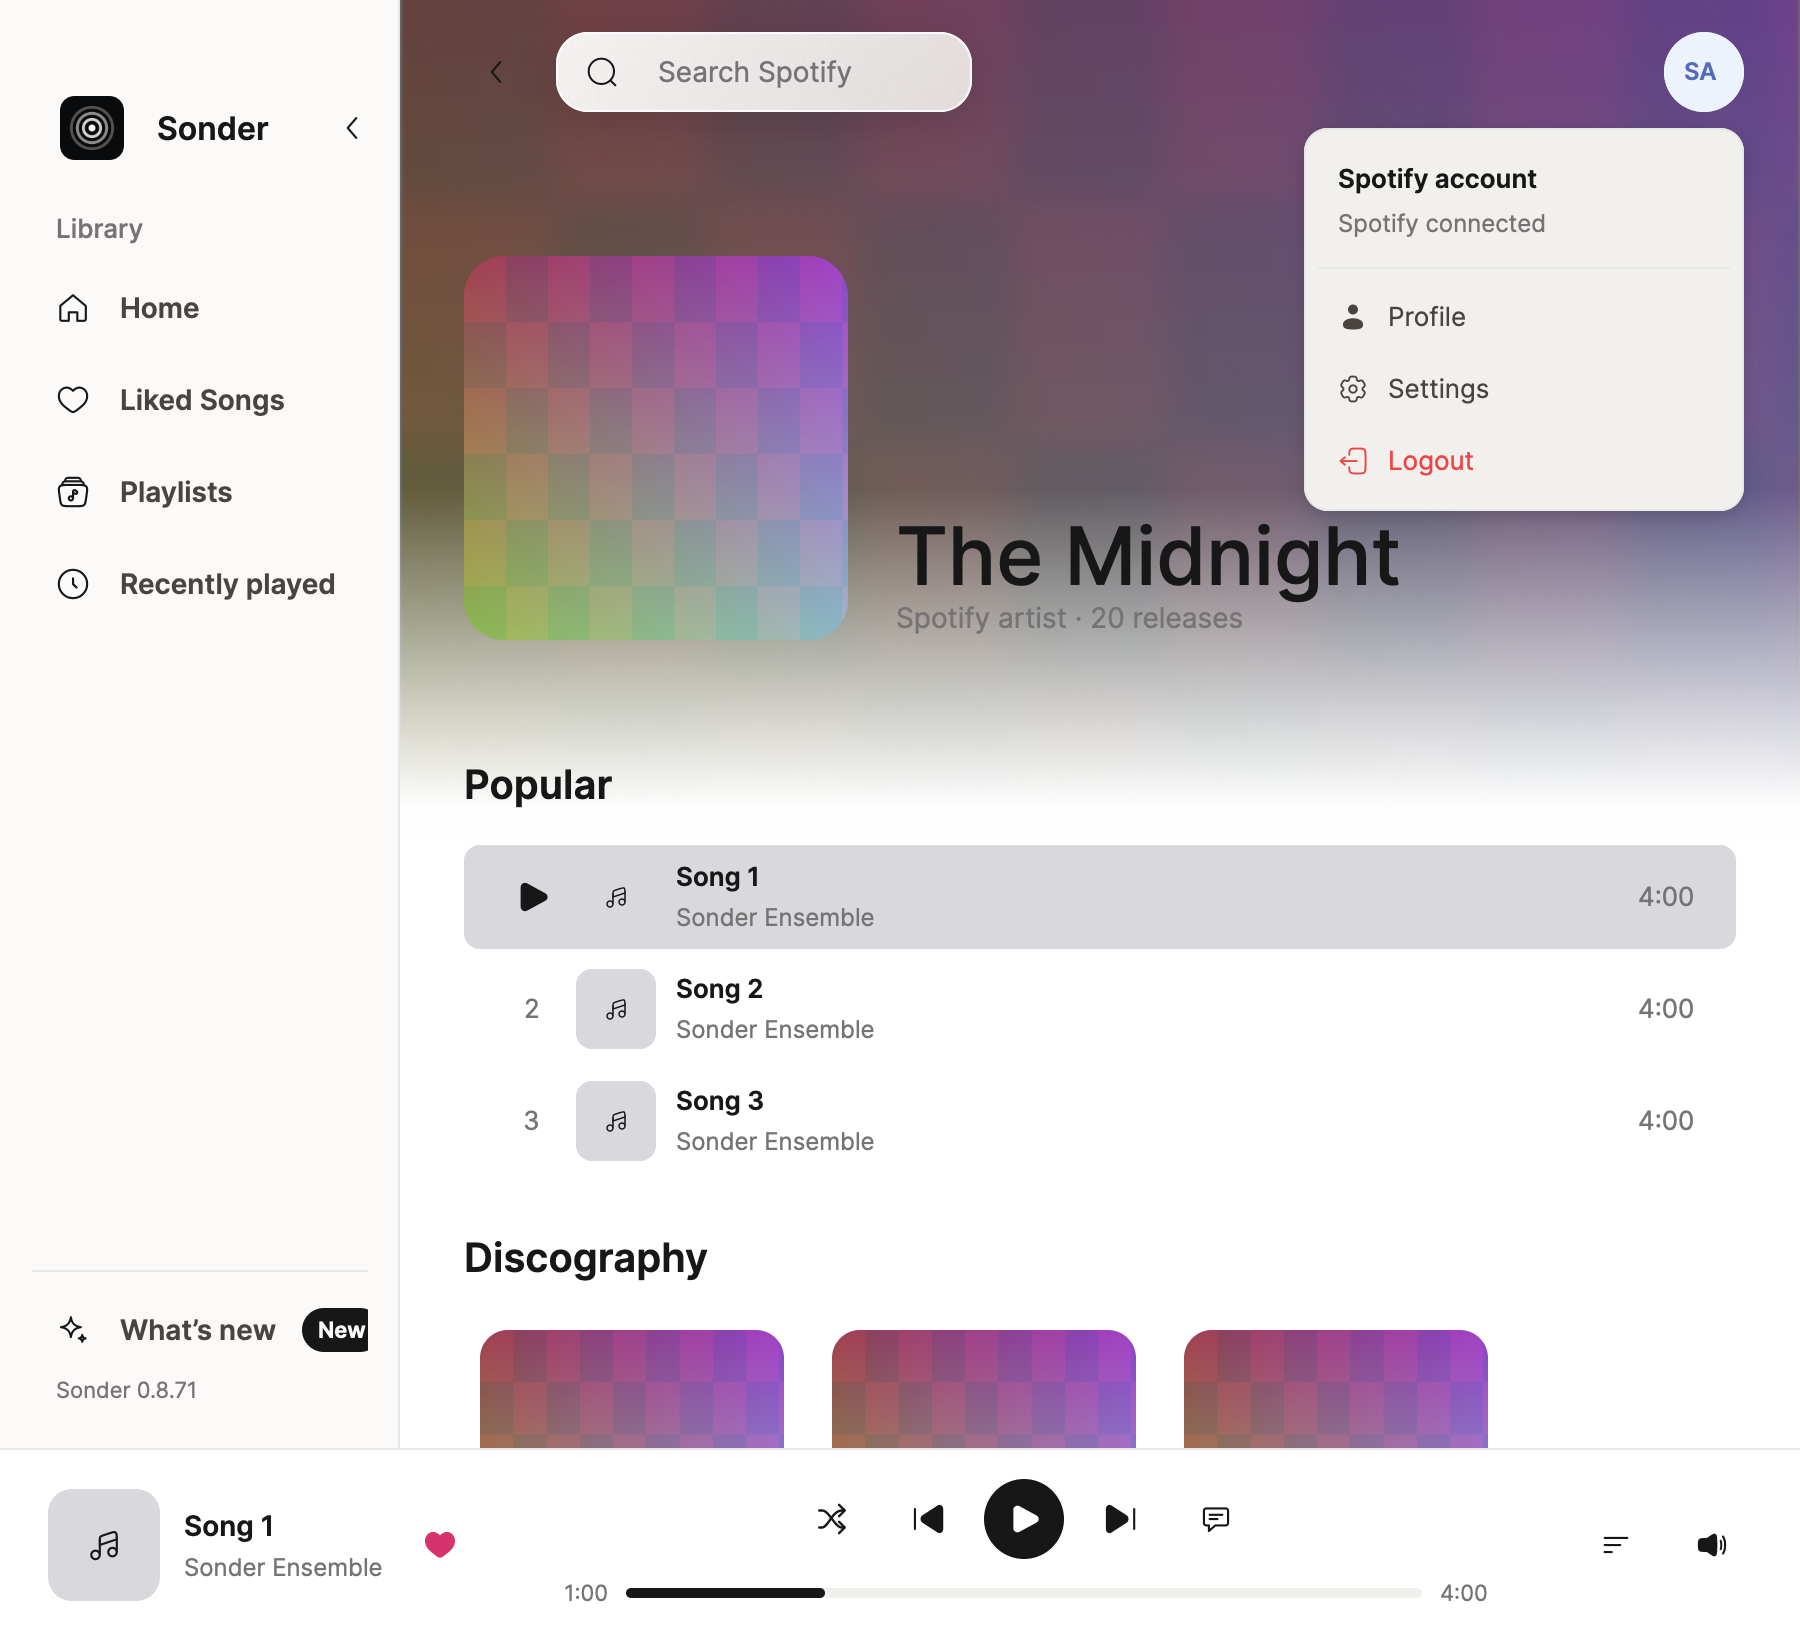 Sonder
Library
Home
Liked Songs
Playlists
Recently played
What’s new
New
Sonder 0.8.71
Search Spotify
SA
Spotify account
Spotify connected
Profile
Settings
Logout
The Midnight
Spotify artist · 20 releases
Popular
Song 1
Sonder Ensemble
4:00
2
Song 2
Sonder Ensemble
4:00
3
Song 3
Sonder Ensemble
4:00
Discography
Song 1
Sonder Ensemble
1:00
4:00